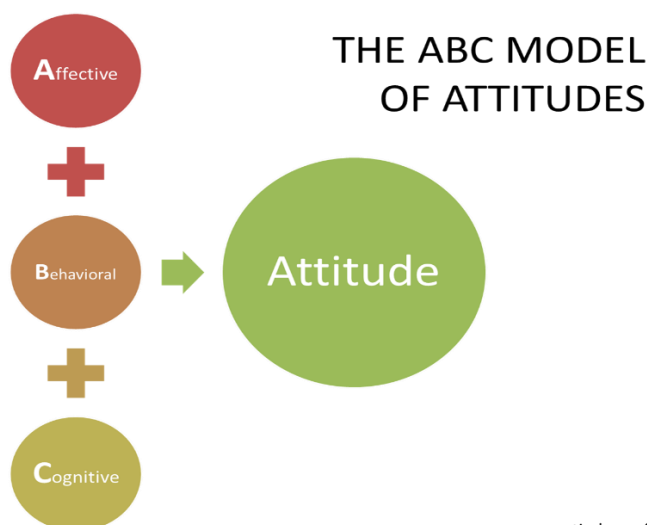 THE ABC MODEL
OF ATTITUDES
Affective
Behavioral
Attitude
Cognitive